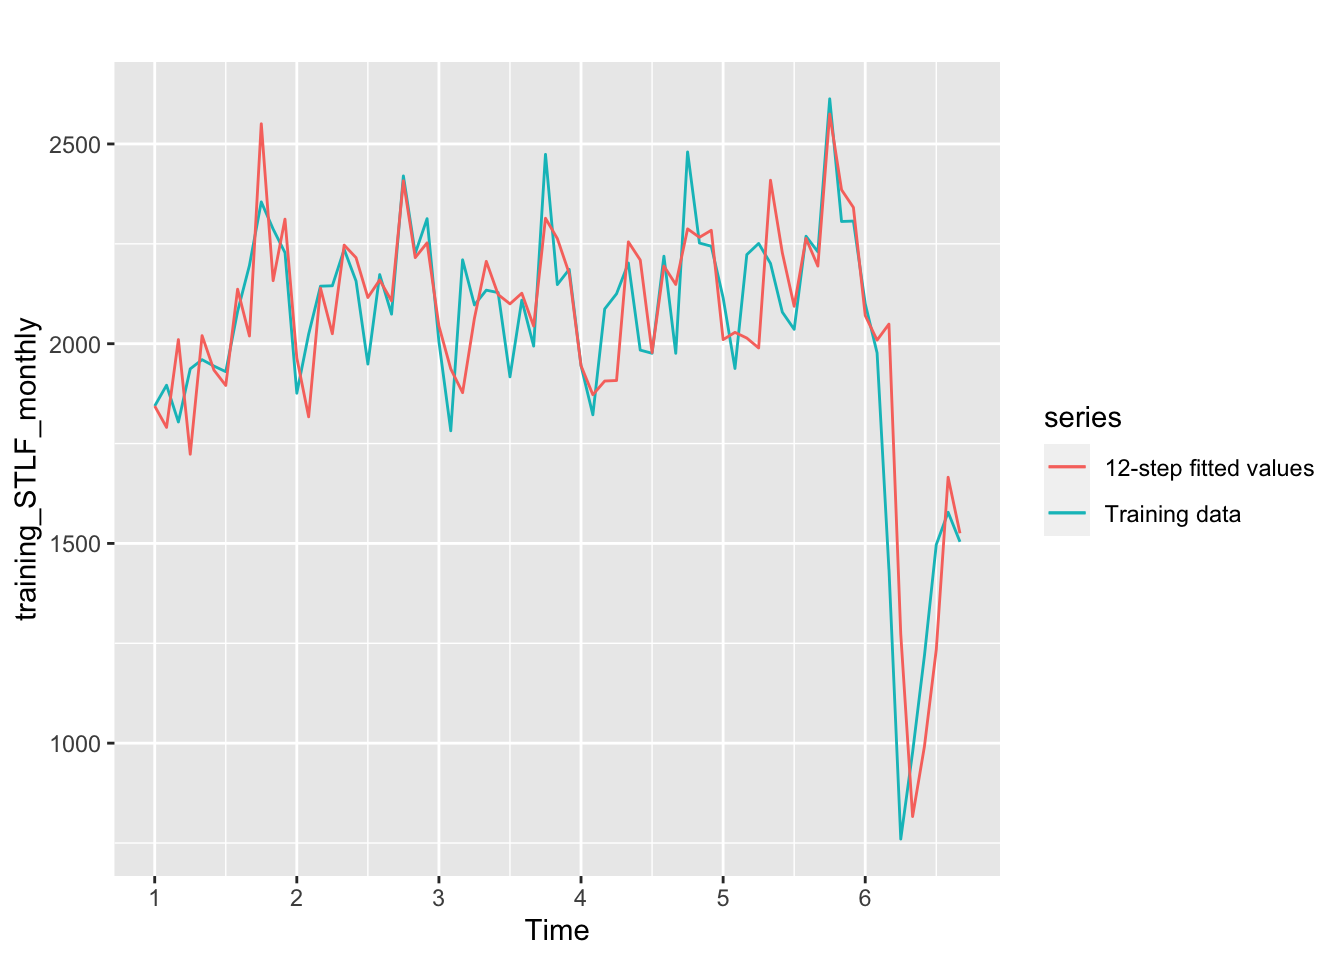 training_STLF_monthly
2500
2000
1500
1000
1
2
3
4
5
6
Time
series
12-step fitted values
Training data